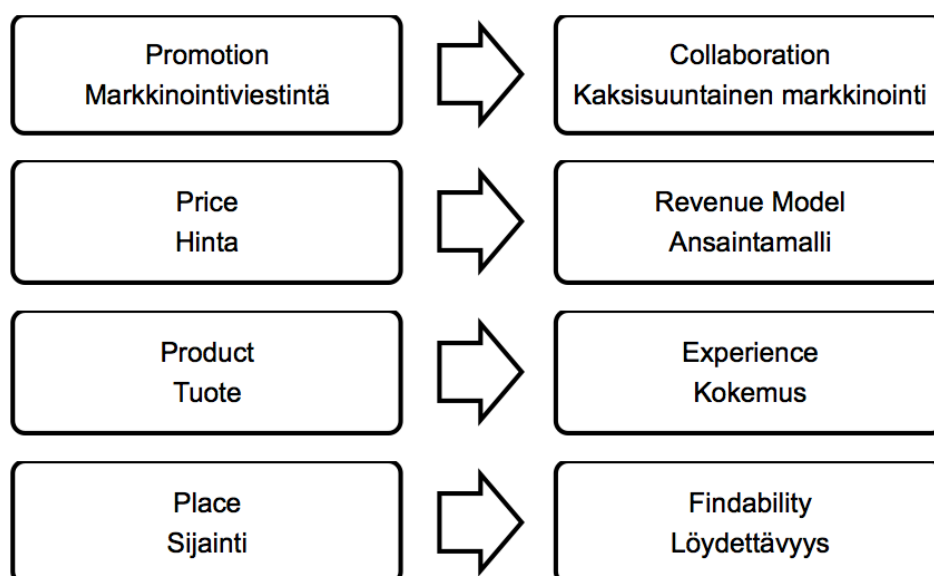 Promotion
Markkinointiviestintä
Collaboration
Kaksisuuntainen markkinointi
Price
Hinta
Revenue Model
Ansaintamalli
Product
Tuote
Experience
Kokemus
Place
Sijainti
Findability
Löydettävyys